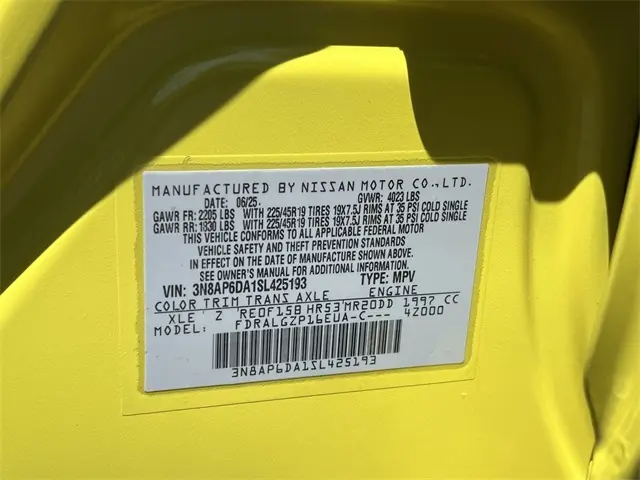 MANUFACTURED BY NISSAN MOTOR CO.,LTD.
DATE: 06/25. GVWR: 4023 LBS
GAWR FR: 2205 LBS WITH 225/45R19 TIRES 19X7.5J RIMS AT 35 PSI COLD SINGLE
GAWR RR: 1830 LBS WITH 225/45R19 TIRES 19X7.5J RIMS AT 35 PSI COLD SINGLE
THIS VEHICLE CONFORMS TO ALL APPLICABLE FEDERAL MOTOR
VEHICLE SAFETY AND THEFT PREVENTION STANDARDS
IN EFFECT ON THE DATE OF MANUFACTURE SHOWN ABOVE.
SEE OWNER'S MANUAL FOR ADDITIONAL INFORMATION
VIN: 3N8AP6DA1SL425193 TYPE: MPV
COLOR TRIM TRANS AXLE ENGINE
XLE Z RE0F15B HR53 MR20DD 1997 CC
MODEL: FDRALGZP16EUA-C--- 4Z000
3N8AP6DA1SL425193